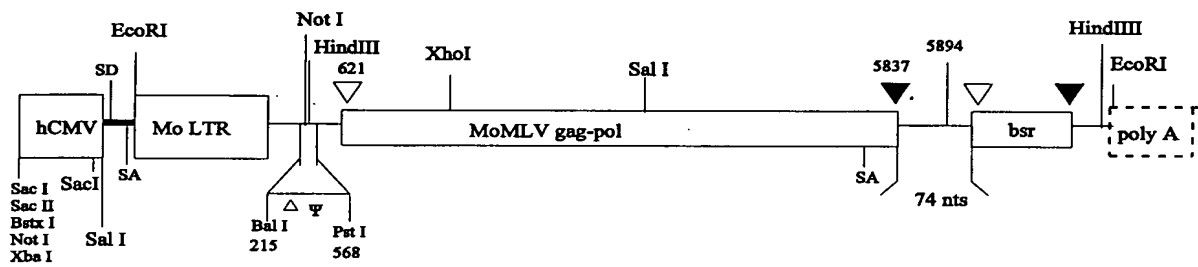 Not I
EcoRI
HindIII
HindIIII
XhoI
Sal I
5837
5894
EcoRI
621
SD
hCMV
Mo LTR
MoMLV gag-pol
bsr
poly A
SacI
SA
SA
Sac I
Sac II
Bstx I
Not I
Xba I
Sal I
Bal I
215
Ψ
Pst I
568
74 nts